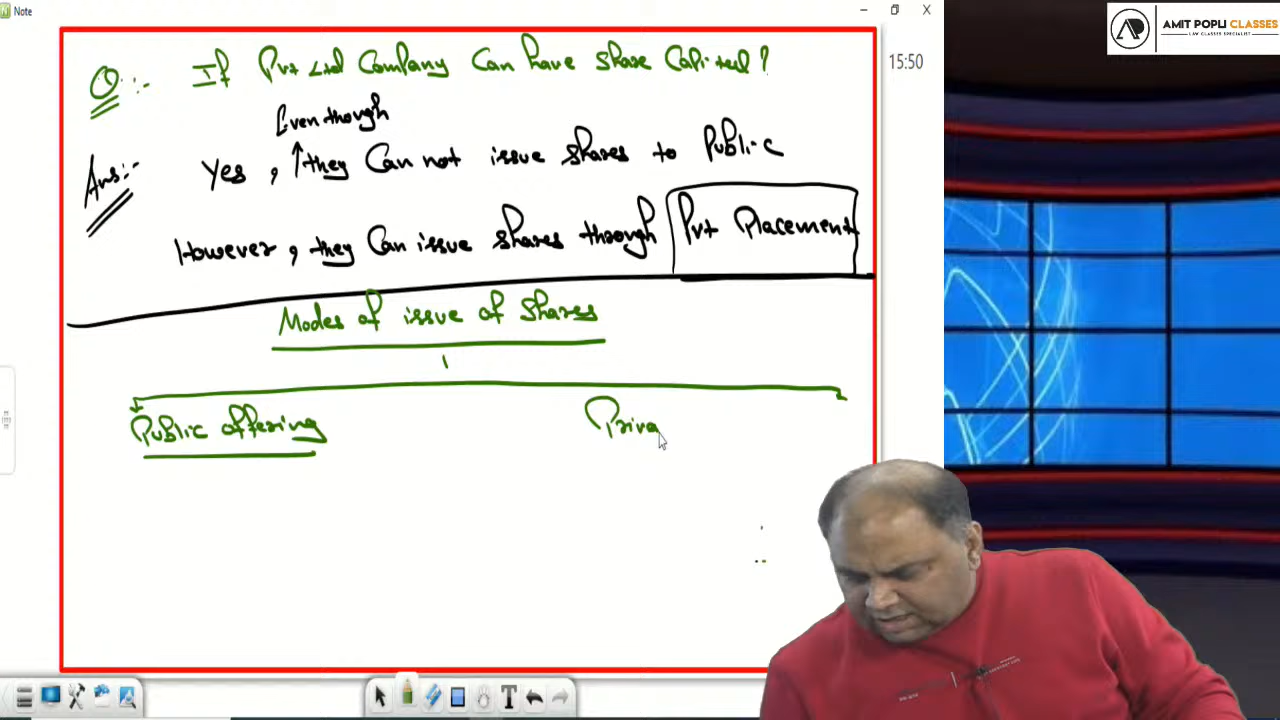 Note
AMIT POPLI CLASSES
LAW CLASSES SPECIALIST
15:50
Q:- If Pvt Ltd Company Can have share Capital?
Even though
Ans:- Yes, they Can not issue shares to Public
However, they Can issue shares through Pvt Placement
Modes of issue of shares
Public offering
Priva
T